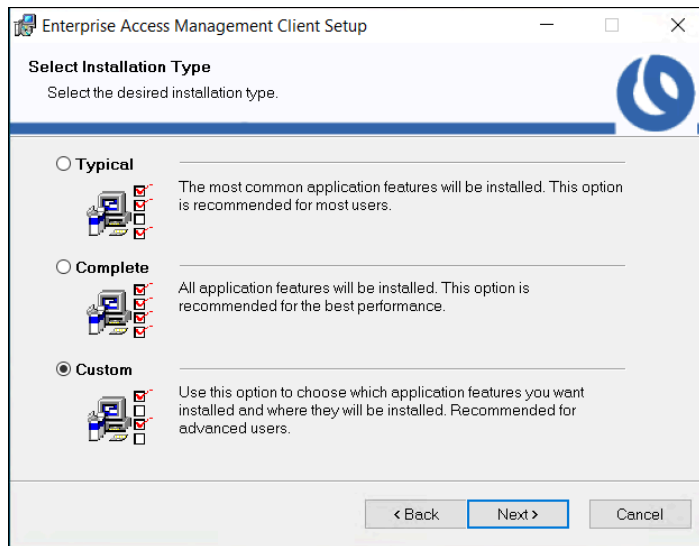 Enterprise Access Management Client Setup
Select Installation Type
Select the desired installation type.
Typical
The most common application features will be installed. This option
is recommended for most users.
Complete
All application features will be installed. This option is
recommended for the best performance.
Custom
Use this option to choose which application features you want
installed and where they will be installed. Recommended for
advanced users.
< Back
Next >
Cancel